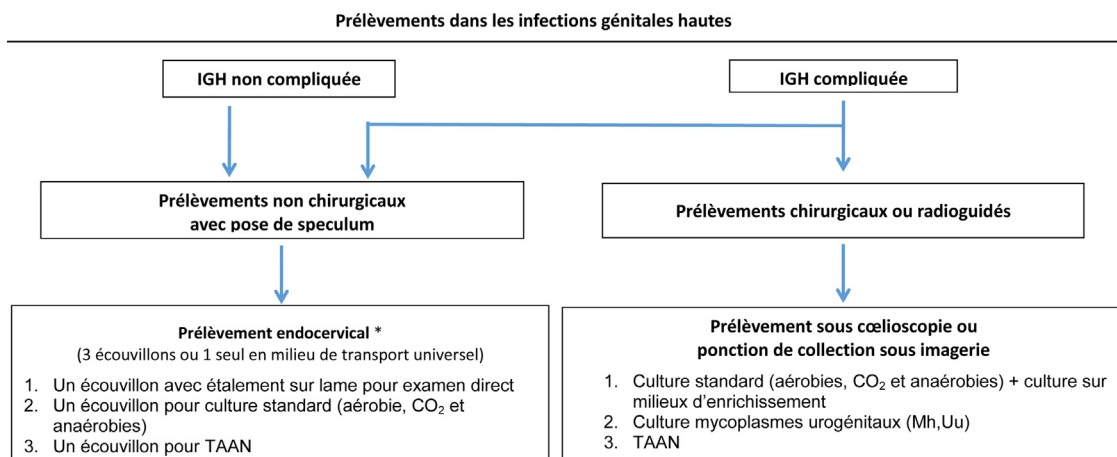 Prélèvements dans les infections génitales hautes
IGH non compliquée
IGH compliquée
Prélèvements non chirurgicaux
avec pose de speculum
Prélèvements chirurgicaux ou radioguidés
Prélèvement endocervical *
(3 écouvillons ou 1 seul en milieu de transport universel)
1. Un écouvillon avec étalement sur lame pour examen direct
2. Un écouvillon pour culture standard (aérobie, CO₂ et
anaérobies)
3. Un écouvillon pour TAAN
Prélèvement sous cœlioscopie ou
ponction de collection sous imagerie
1. Culture standard (aérobies, CO₂ et anaérobies) + culture sur
milieux d'enrichissement
2. Culture mycoplasmes urogénitaux (Mh,Uu)
3. TAAN